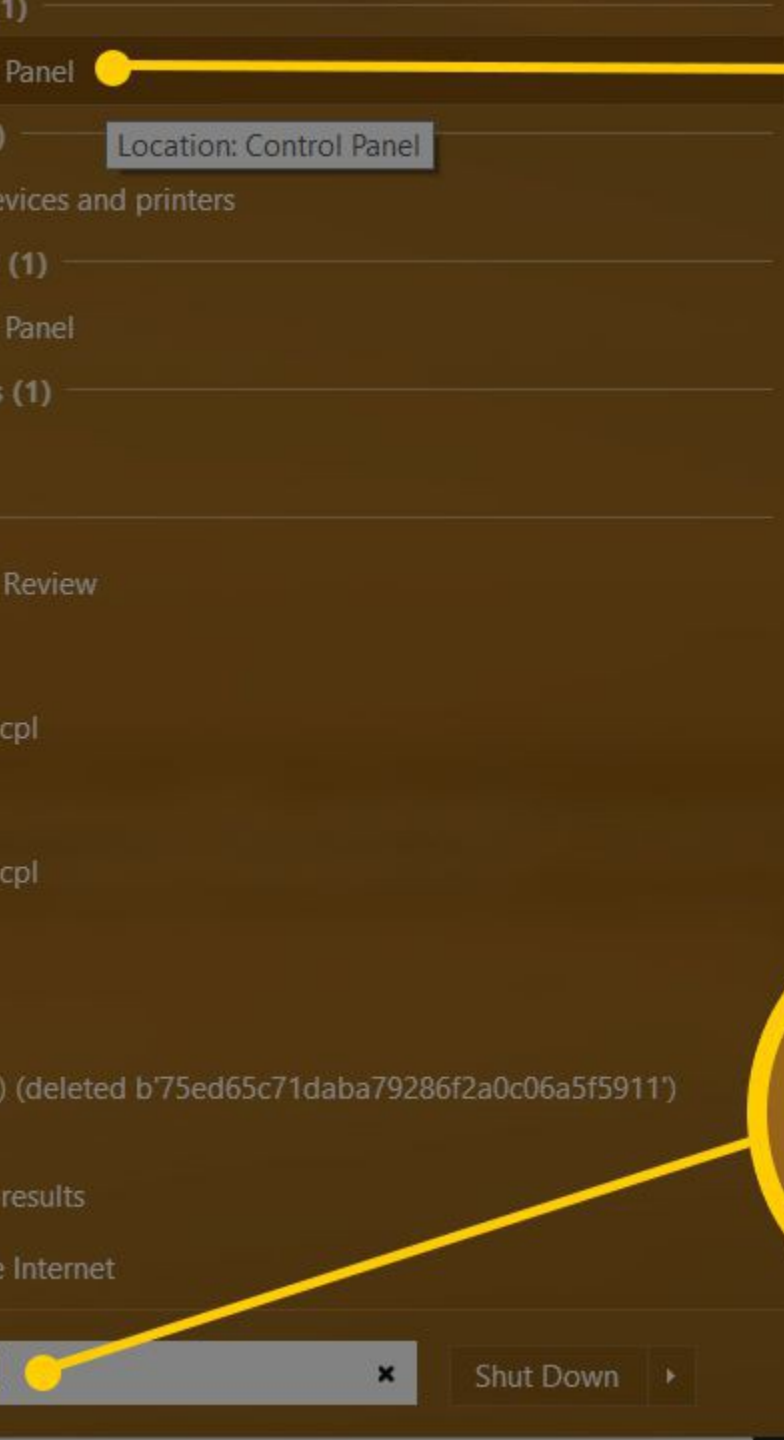 1)
Panel
)
Location: Control Panel
evices and printers
(1)
Panel
s (1)
Review
cpl
cpl
) (deleted b'75ed65c71daba79286f2a0c06a5f5911')
results
e Internet
Shut Down